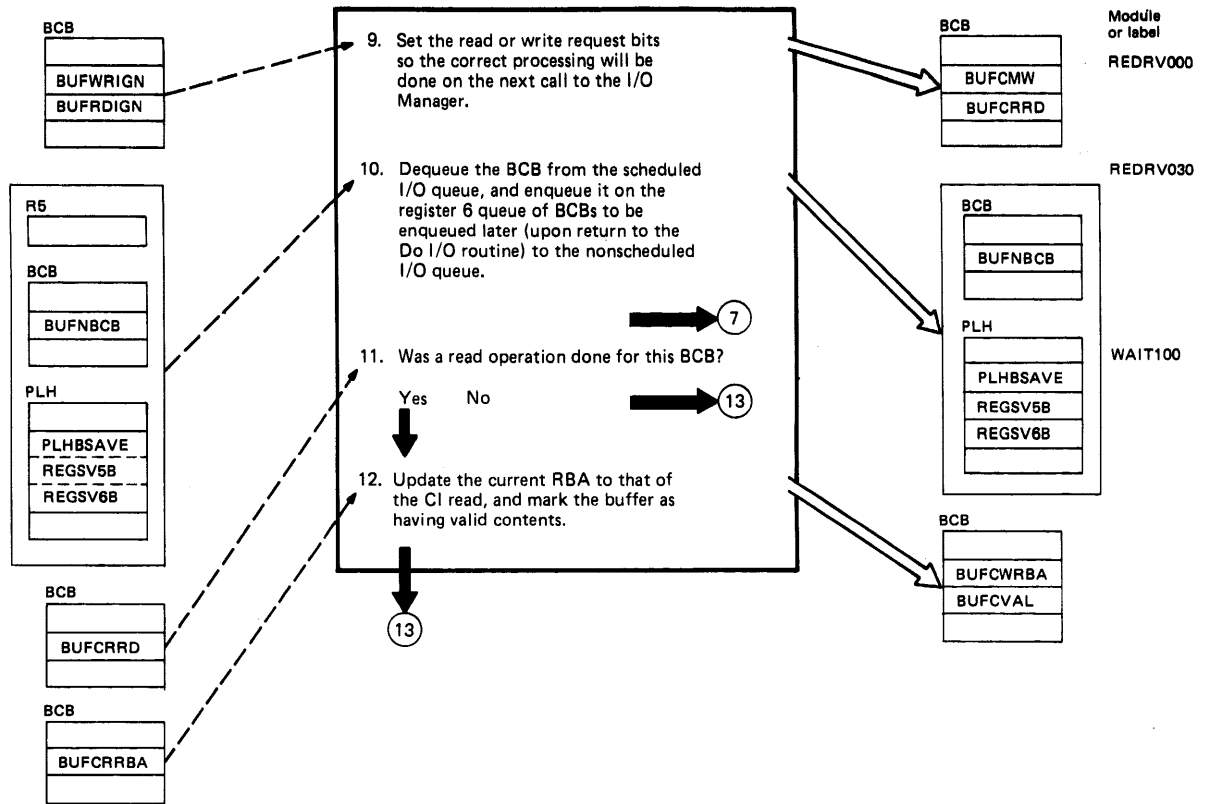 BCB
BUFWRIGN
BUFRDIGN
R5
BCB
BUFNBCB
PLH
PLHBSAVE
REGSV5B
REGSV6B
BCB
BUFCRRD
BCB
BUFCRRBA
9. Set the read or write request bits
so the correct processing will be
done on the next call to the I/O
Manager.
10. Dequeue the BCB from the scheduled
I/O queue, and enqueue it on the
register 6 queue of BCBs to be
enqueued later (upon return to the
Do I/O routine) to the nonscheduled
I/O queue.
7
11. Was a read operation done for this BCB?
Yes No
13
12. Update the current RBA to that of
the CI read, and mark the buffer as
having valid contents.
13
BCB
BUFCMW
BUFCRRD
BCB
BUFNBCB
PLH
PLHBSAVE
REGSV5B
REGSV6B
BCB
BUFCWRBA
BUFCVAL
Module
or label
REDRV000
REDRV030
WAIT100